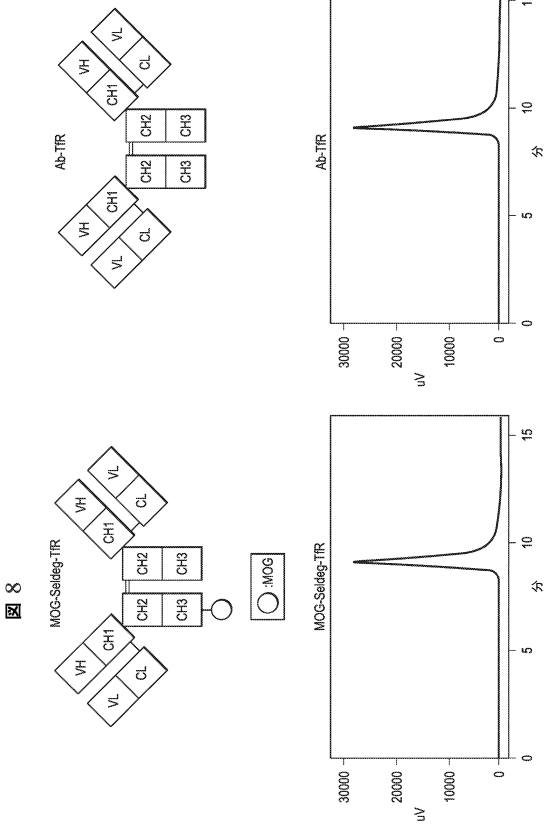 図 8
MOG-Seldeg-TfR
VH
CH1
VL
CL
VH
CH1
VL
CL
CH2
CH2
CH3
CH3
:MOG
Ab-TfR
VH
CH1
VL
CL
VH
CH1
VL
CL
CH2
CH2
CH3
CH3
MOG-Seldeg-TfR
30000
20000
10000
0
uV
0
5
10
15
分
Ab-TfR
30000
20000
10000
0
uV
0
5
10
分